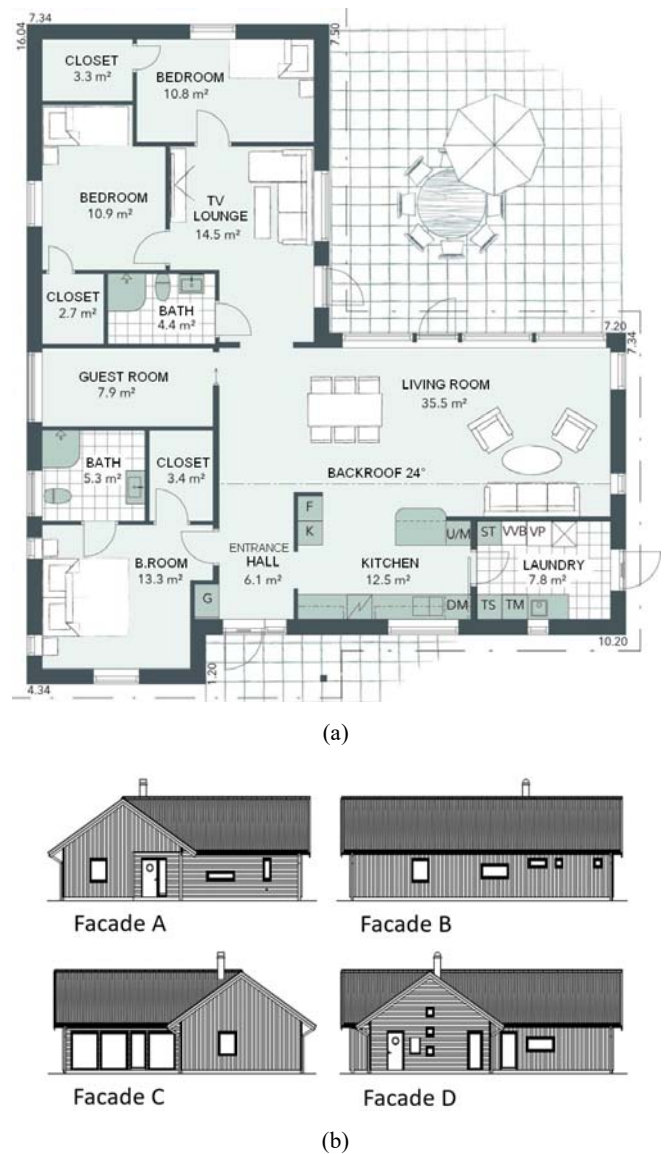 7.34
16.04
7.50
CLOSET
3.3 m²
BEDROOM
10.8 m²
BEDROOM
10.9 m²
TV
LOUNGE
14.5 m²
CLOSET
2.7 m²
BATH
4.4 m²
7.20
7.34
GUEST ROOM
7.9 m²
LIVING ROOM
35.5 m²
BATH
5.3 m²
CLOSET
3.4 m²
BACKROOF 24°
F
K
U/M
ST VVB VP
ENTRANCE
HALL
6.1 m²
KITCHEN
12.5 m²
LAUNDRY
7.8 m²
B.ROOM
13.3 m²
G
DM
TS
TM
10.20
1.20
4.34
(a)
Facade A
Facade B
Facade C
Facade D
(b)